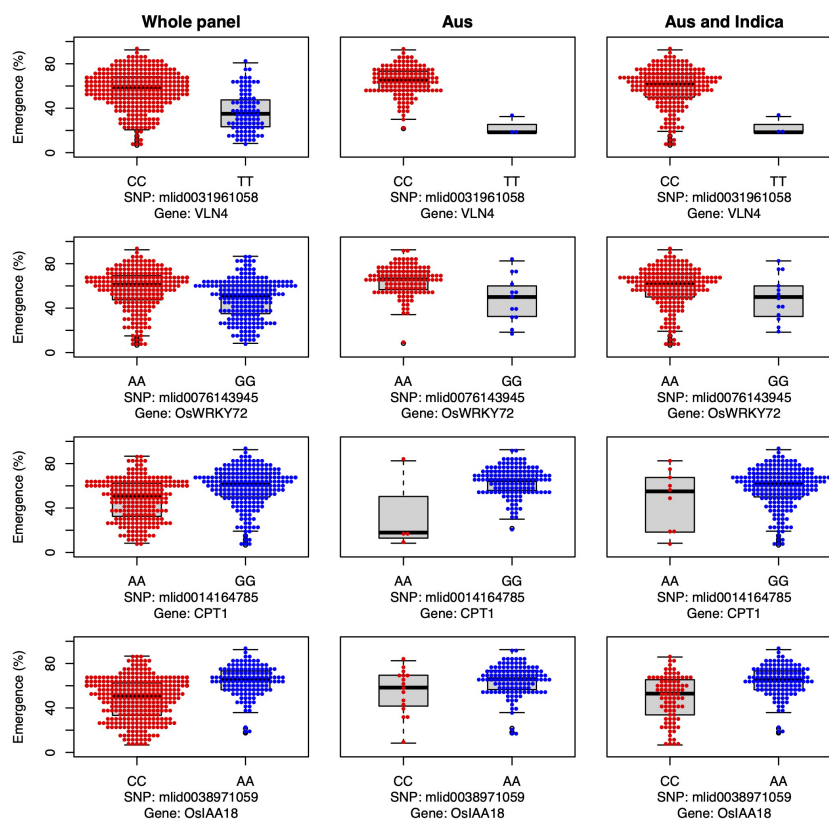 Whole panel Aus Aus and Indica
Emergence (%)
80
40
0
CC TT CC TT CC TT
SNP: mlid0031961058 SNP: mlid0031961058 SNP: mlid0031961058
Gene: VLN4 Gene: VLN4 Gene: VLN4
Emergence (%)
80
40
0
AA GG AA GG AA GG
SNP: mlid0076143945 SNP: mlid0076143945 SNP: mlid0076143945
Gene: OsWRKY72 Gene: OsWRKY72 Gene: OsWRKY72
Emergence (%)
80
40
0
AA GG AA GG AA GG
SNP: mlid0014164785 SNP: mlid0014164785 SNP: mlid0014164785
Gene: CPT1 Gene: CPT1 Gene: CPT1
Emergence (%)
80
40
0
CC AA CC AA CC AA
SNP: mlid0038971059 SNP: mlid0038971059 SNP: mlid0038971059
Gene: OsIAA18 Gene: OsIAA18 Gene: OsIAA18